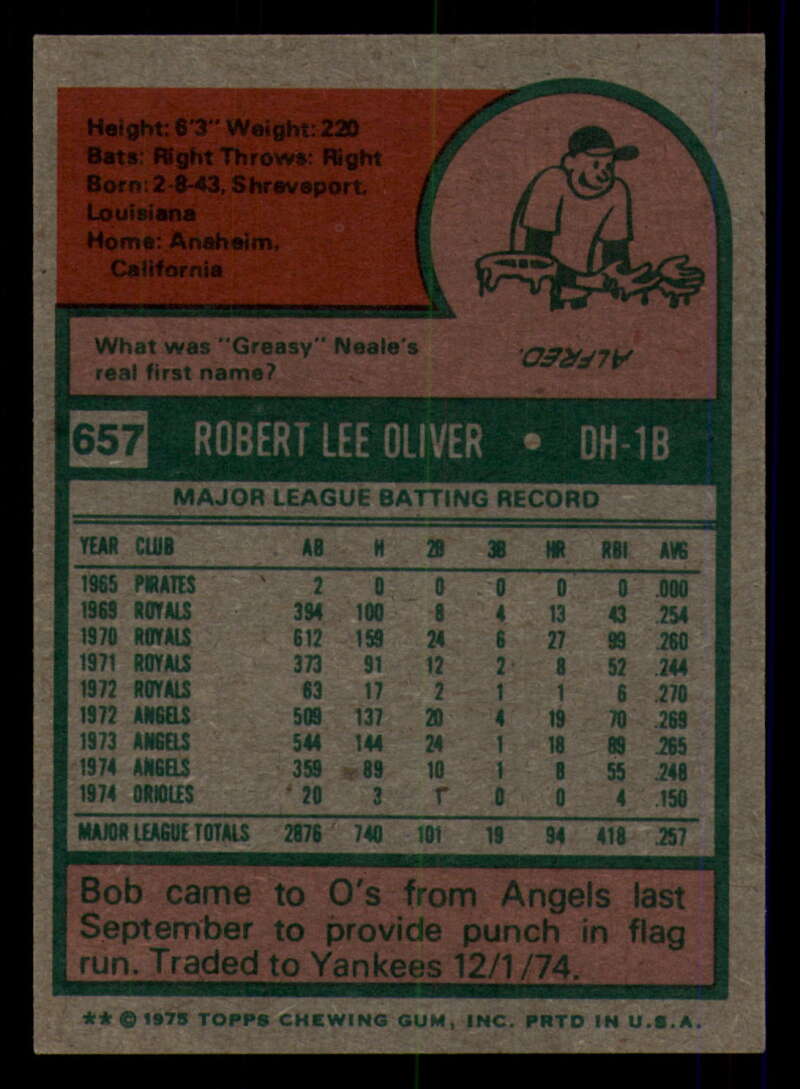 Height: 6'3" Weight: 220
Bats: Right Throws: Right
Born: 2-8-43, Shreveport,
Louisiana
Home: Anaheim,
California
What was "Greasy" Neale's
real first name?
ALFRED.
657 ROBERT LEE OLIVER • DH-1B
MAJOR LEAGUE BATTING RECORD
YEAR CLUB AB H 2B 3B HR RBI AVG
1965 PIRATES 2 0 0 0 0 0 .000
1969 ROYALS 394 100 8 4 13 43 .254
1970 ROYALS 612 159 24 6 27 99 .260
1971 ROYALS 373 91 12 2 8 52 .244
1972 ROYALS 63 17 2 1 1 6 .270
1972 ANGELS 509 137 20 4 19 70 .269
1973 ANGELS 544 144 24 1 18 89 .265
1974 ANGELS 359 89 10 1 8 55 .248
1974 ORIOLES 20 3 1 0 0 4 .150
MAJOR LEAGUE TOTALS 2876 740 101 19 94 418 .257
Bob came to O's from Angels last
September to provide punch in flag
run. Traded to Yankees 12/1/74.
** © 1975 TOPPS CHEWING GUM, INC. PRTD IN U.S.A.